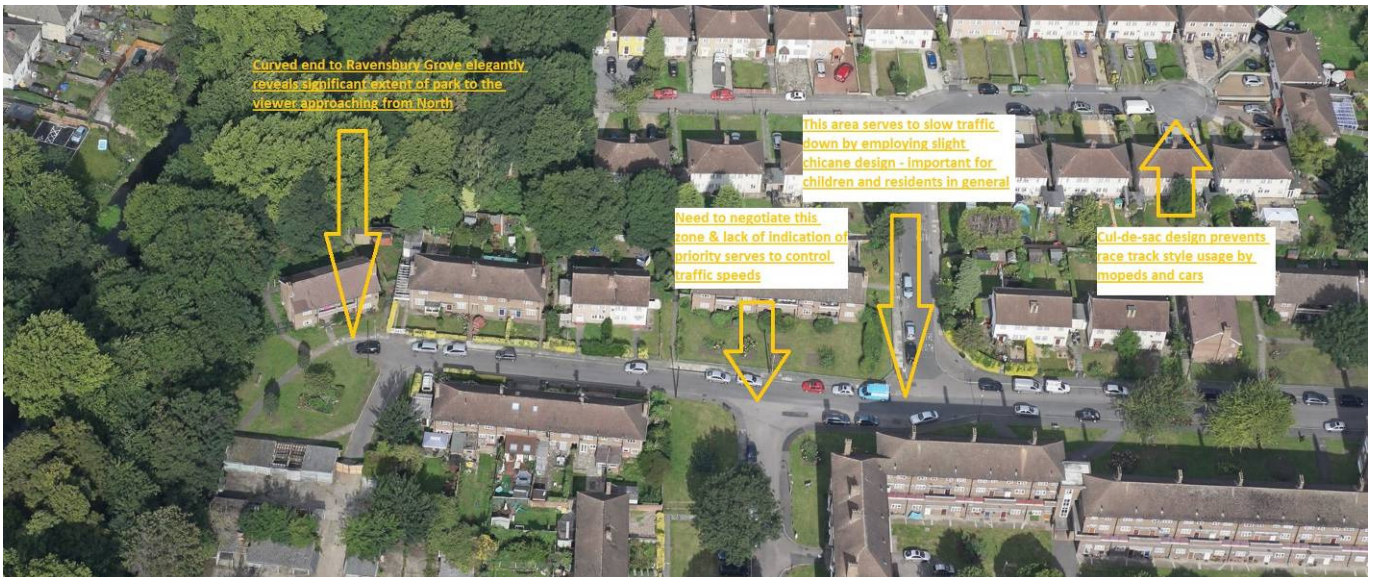 Curved end to Ravensbury Grove elegantly
reveals significant extent of park to the
viewer approaching from North
This area serves to slow traffic
down by employing slight
chicane design - important for
children and residents in general
Need to negotiate this
zone & lack of indication of
priority serves to control
traffic speeds
Cul-de-sac design prevents
race track style usage by
mopeds and cars